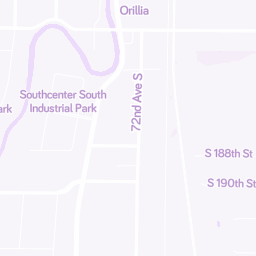 Orillia
Southcenter South
Industrial Park
ark
72nd Ave S
S 188th St
S 190th St